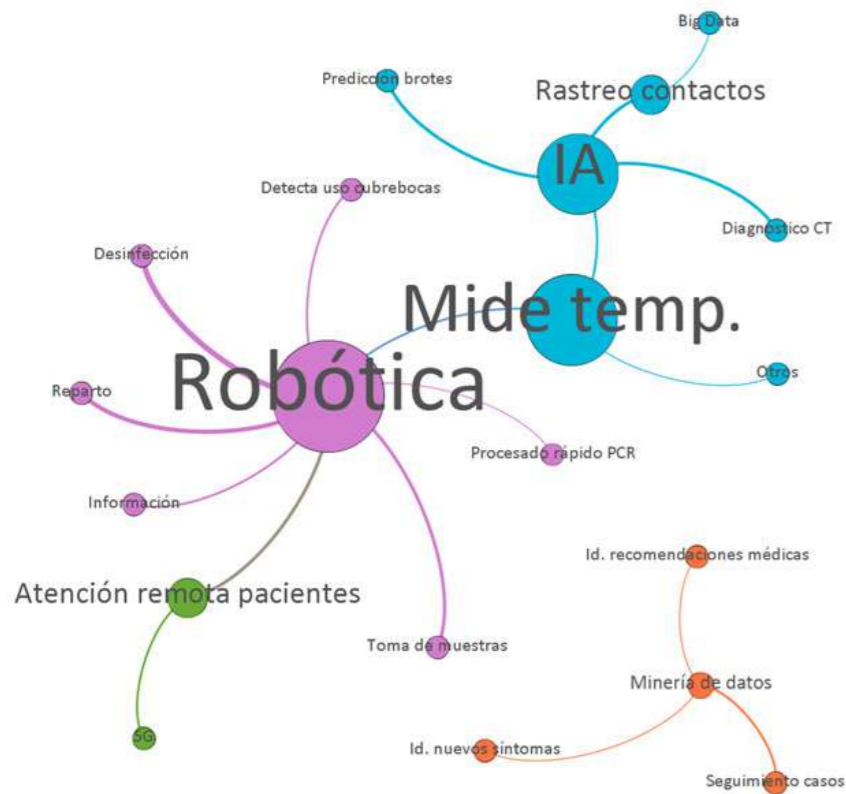 Big Data
Prediccion brotes
Rastreo contactos
IA
Detecta uso cubrebocas
Diagnóstico CT
Desinfección
Mide temp.
Robótica
Otros
Reparto
Procesado rápido PCR
Información
Id. recomendaciones médicas
Atención remota pacientes
Toma de muestras
Minería de datos
5G
Id. nuevos síntomas
Seguimiento casos